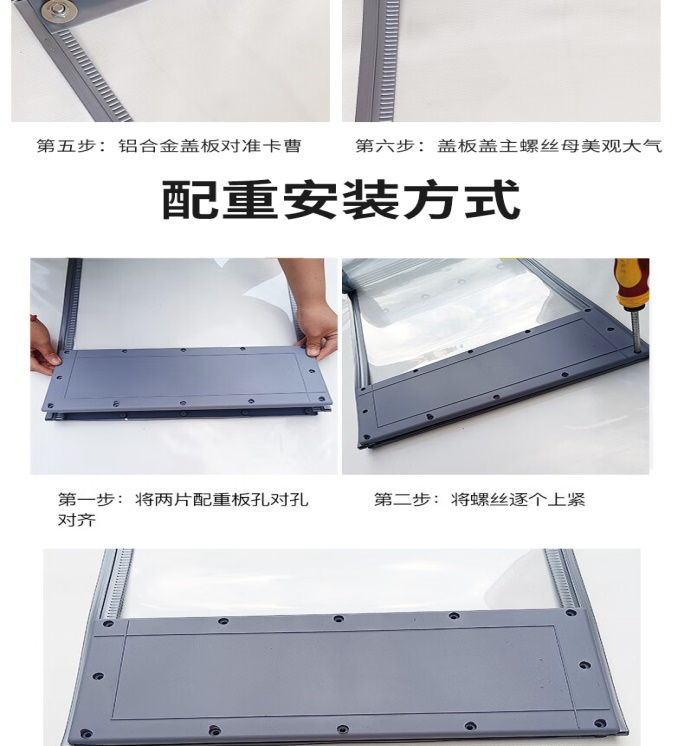 第五步：铝合金盖板对准卡曹
第六步：盖板盖主螺丝母美观大气
配重安装方式
第一步：将两片配重板孔对孔
对齐
第二步：将螺丝逐个上紧